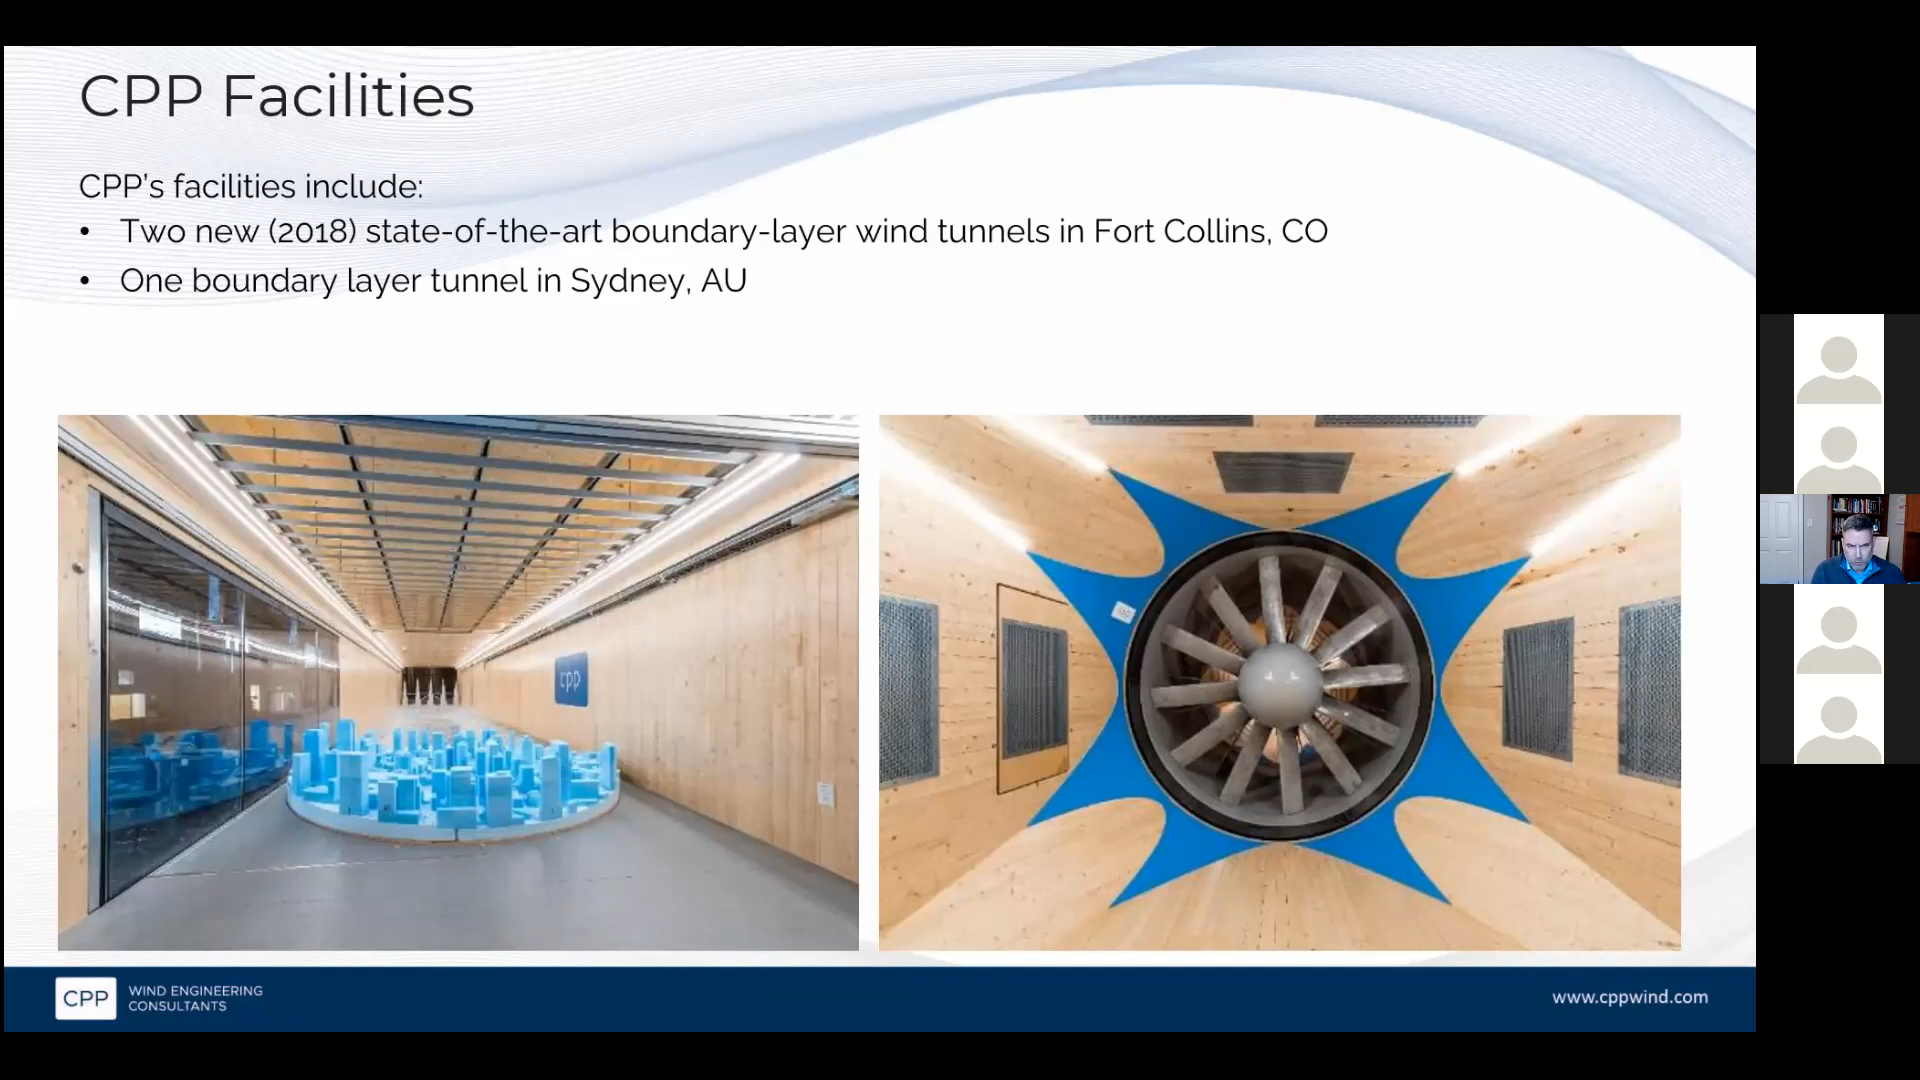 CPP Facilities
CPP's facilities include:
• Two new (2018) state-of-the-art boundary-layer wind tunnels in Fort Collins, CO
• One boundary layer tunnel in Sydney, AU
cpp
CPP
WIND ENGINEERING
CONSULTANTS
www.cppwind.com